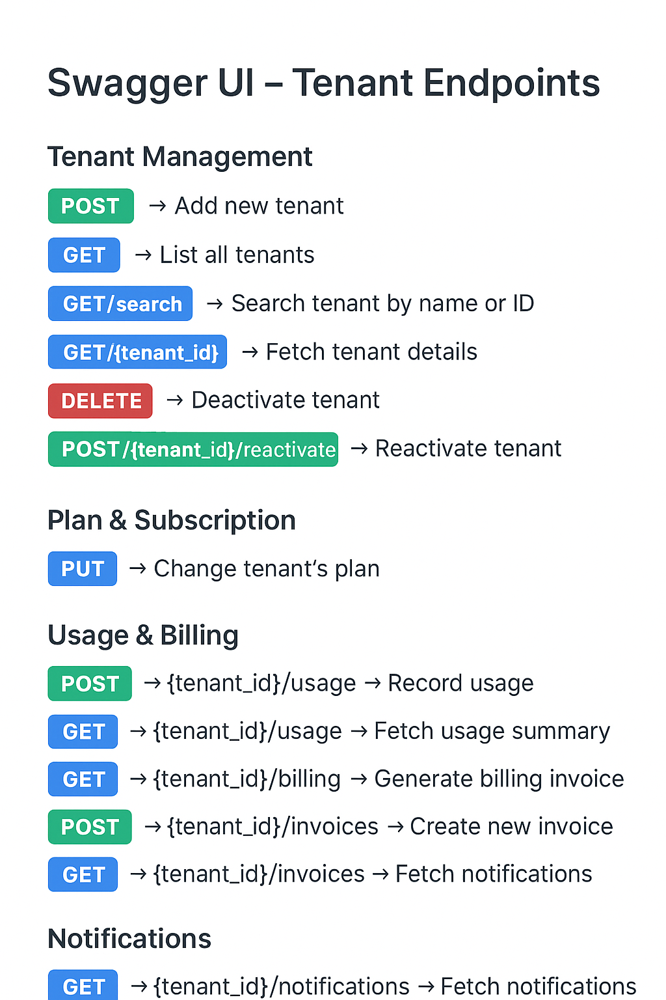 Swagger UI – Tenant Endpoints
Tenant Management
POST → Add new tenant
GET → List all tenants
GET/search → Search tenant by name or ID
GET/{tenant_id} → Fetch tenant details
DELETE → Deactivate tenant
POST/{tenant_id}/reactivate → Reactivate tenant
Plan & Subscription
PUT → Change tenant‘s plan
Usage & Billing
POST → {tenant_id}/usage → Record usage
GET → {tenant_id}/usage → Fetch usage summary
GET → {tenant_id}/billing → Generate billing invoice
POST → {tenant_id}/invoices → Create new invoice
GET → {tenant_id}/invoices → Fetch notifications
Notifications
GET → {tenant_id}/notifications → Fetch notifications